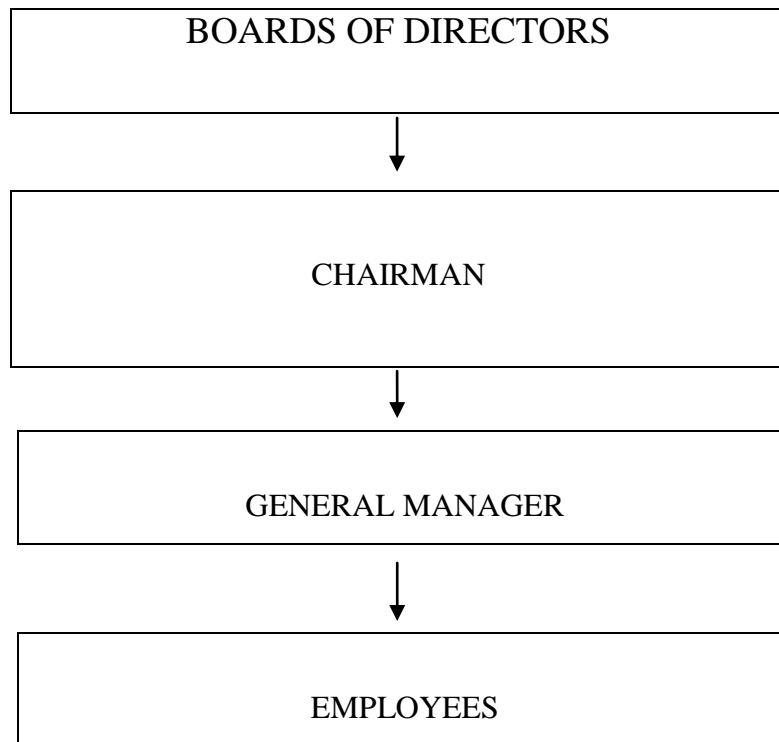 BOARDS OF DIRECTORS
CHAIRMAN
GENERAL MANAGER
EMPLOYEES